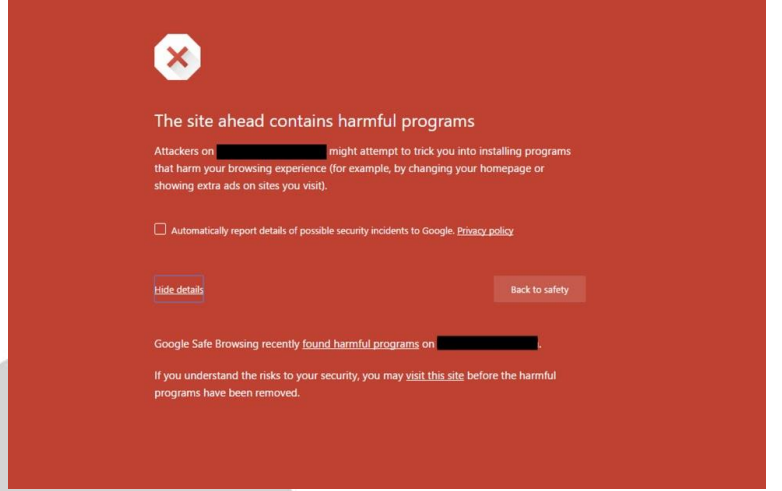 The site ahead contains harmful programs
Attackers on might attempt to trick you into installing programs
that harm your browsing experience (for example, by changing your homepage or
showing extra ads on sites you visit).
Automatically report details of possible security incidents to Google. Privacy policy
Hide details
Back to safety
Google Safe Browsing recently found harmful programs on .
If you understand the risks to your security, you may visit this site before the harmful
programs have been removed.